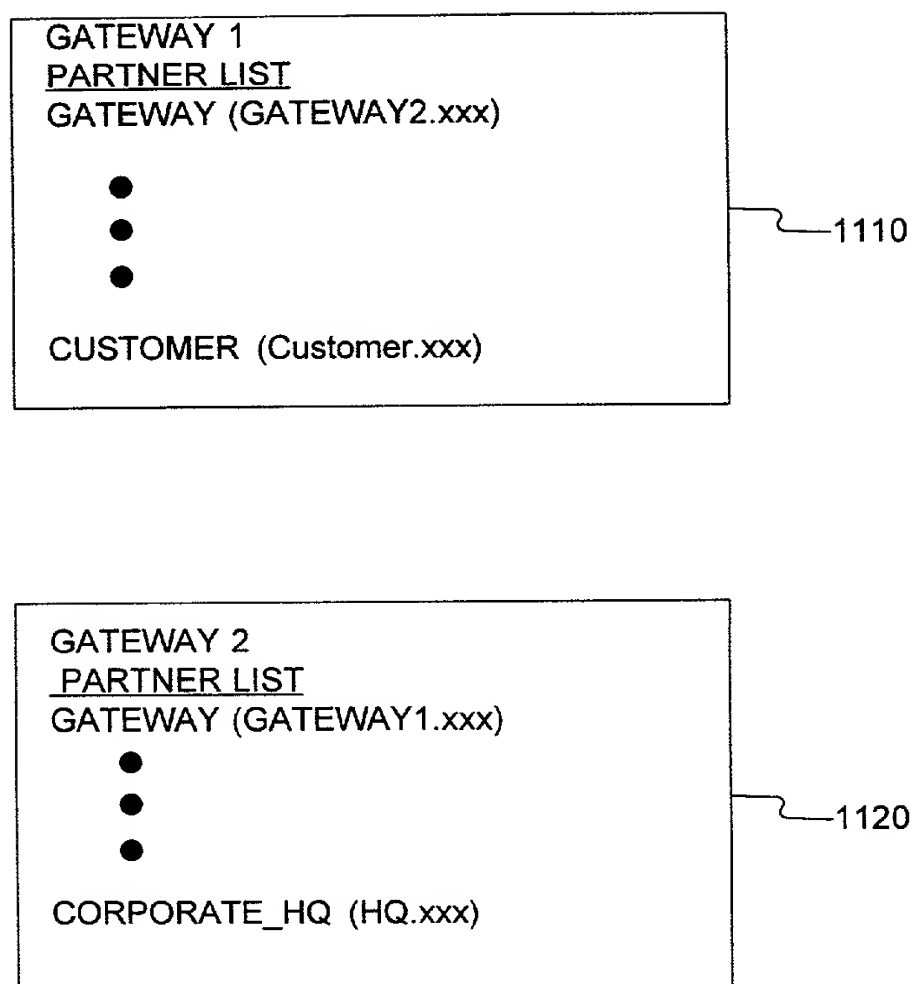 GATEWAY 1
PARTNER LIST
GATEWAY (GATEWAY2.xxx)
CUSTOMER (Customer.xxx)
1110
GATEWAY 2
PARTNER LIST
GATEWAY (GATEWAY1.xxx)
CORPORATE_HQ (HQ.xxx)
1120